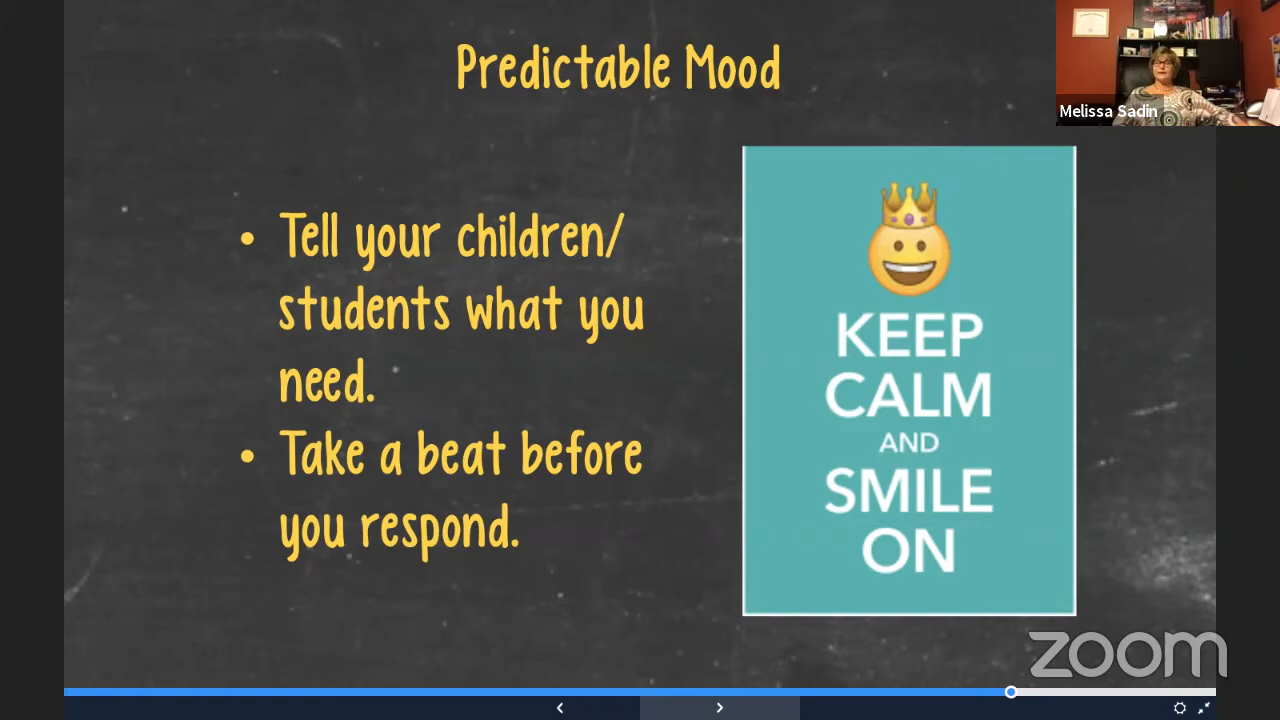 Predictable Mood
Melissa Sadin
• Tell your children/
students what you
need.
• Take a beat before
you respond.
KEEP
CALM
AND
SMILE
ON
zoom